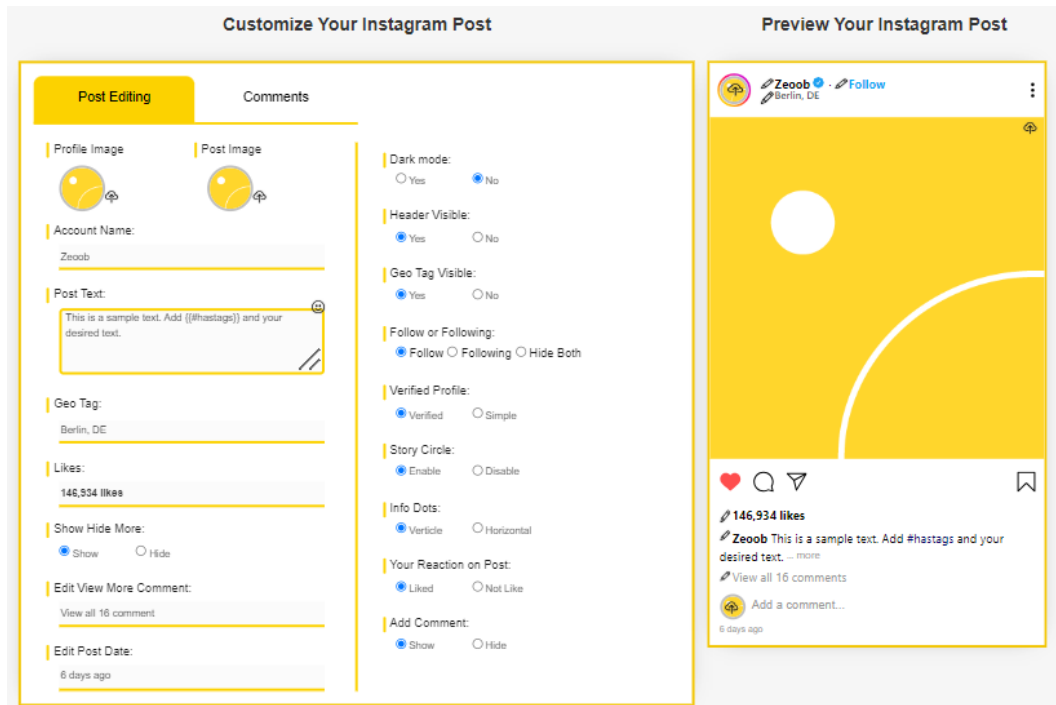 Customize Your Instagram Post
Post Editing
Comments
Profile Image
Post Image
Account Name:
Zeoob
Post Text:
This is a sample text. Add {{#hastags}} and your
desired text.
Geo Tag:
Berlin, DE
Likes:
146,934 likes
Show Hide More:
Show Hide
Edit View More Comment:
View all 16 comment
Edit Post Date:
6 days ago
Dark mode:
Yes No
Header Visible:
Yes No
Geo Tag Visible:
Yes No
Follow or Following:
Follow Following Hide Both
Verified Profile:
Verified Simple
Story Circle:
Enable Disable
Info Dots:
Verticle Horizontal
Your Reaction on Post:
Liked Not Like
Add Comment:
Show Hide
Preview Your Instagram Post
Zeoob · Follow
Berlin, DE
146,934 likes
Zeoob This is a sample text. Add #hastags and your
desired text. ... more
View all 16 comments
Add a comment...
6 days ago